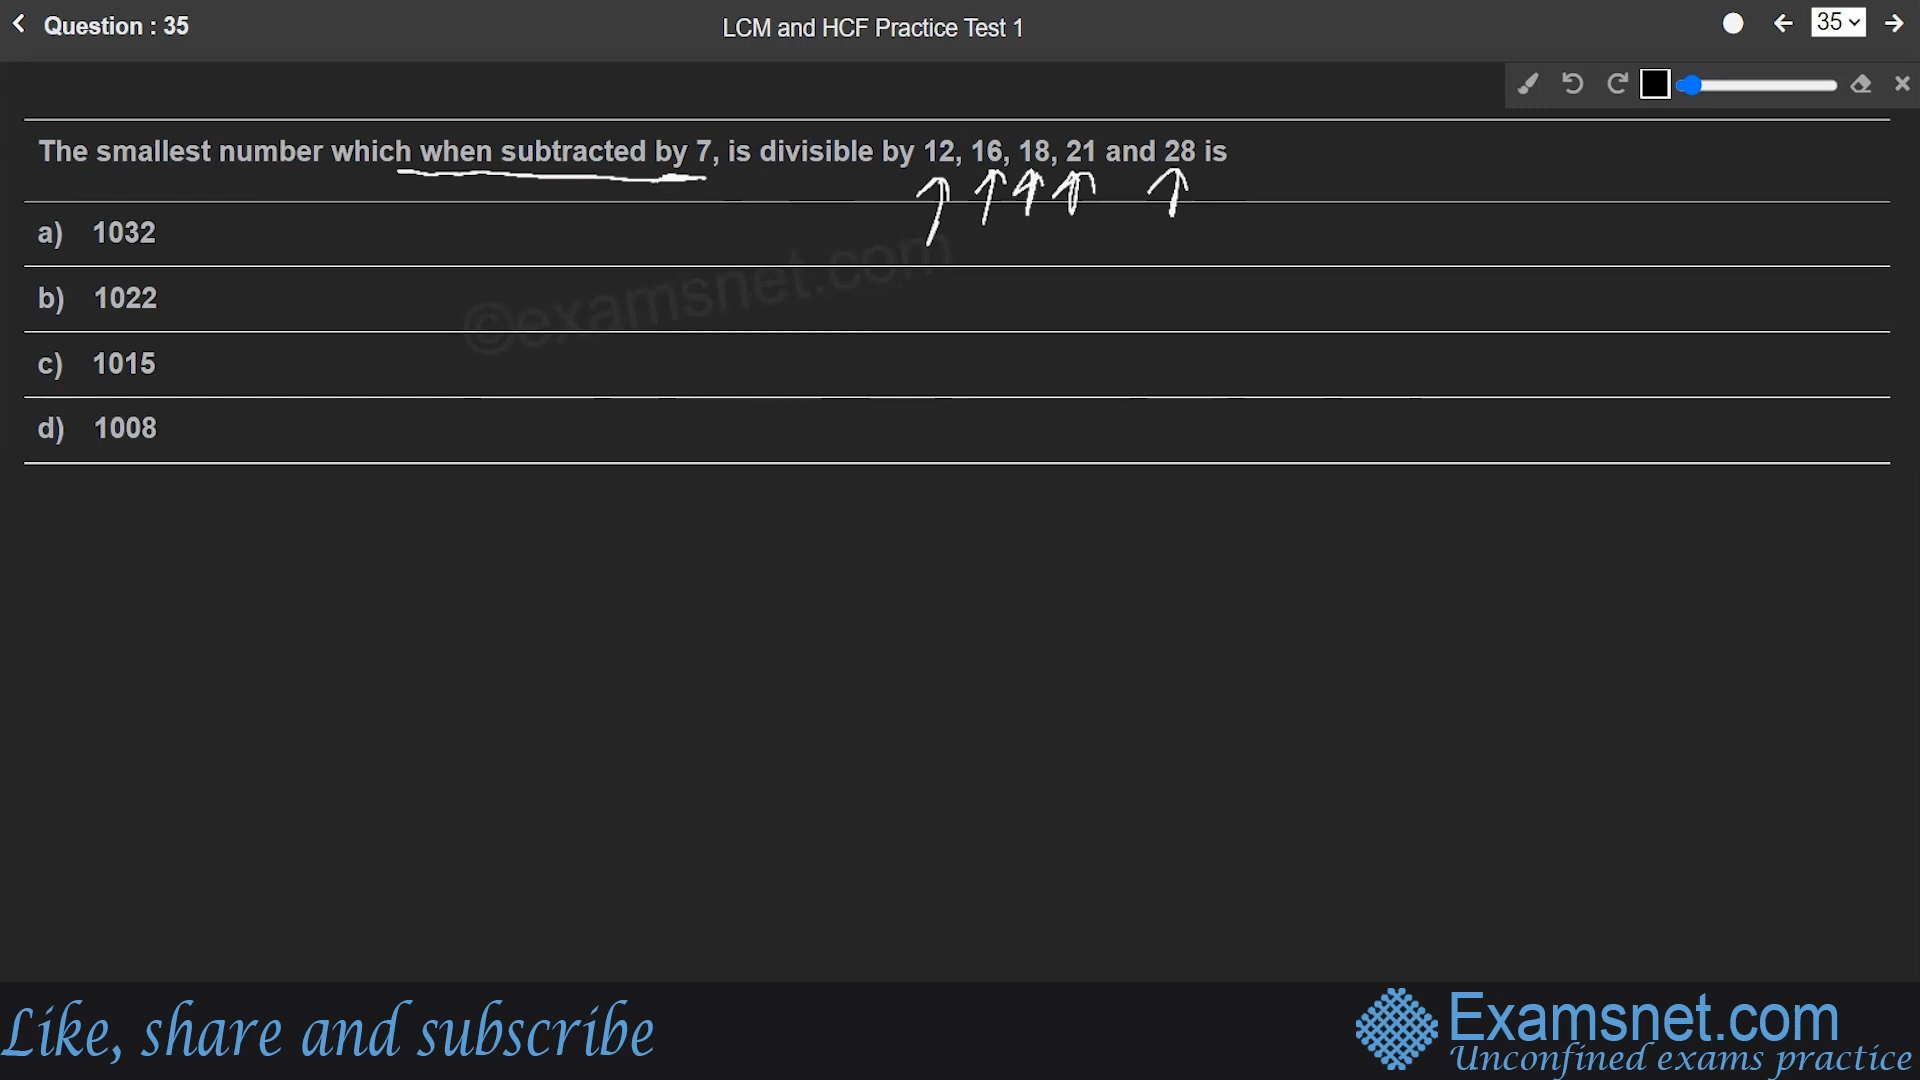 Question : 35
LCM and HCF Practice Test 1
35
The smallest number which when subtracted by 7, is divisible by 12, 16, 18, 21 and 28 is
a) 1032
©examsnet.com
b) 1022
c) 1015
d) 1008
Like, share and subscribe
Examsnet.com
Unconfined exams practice